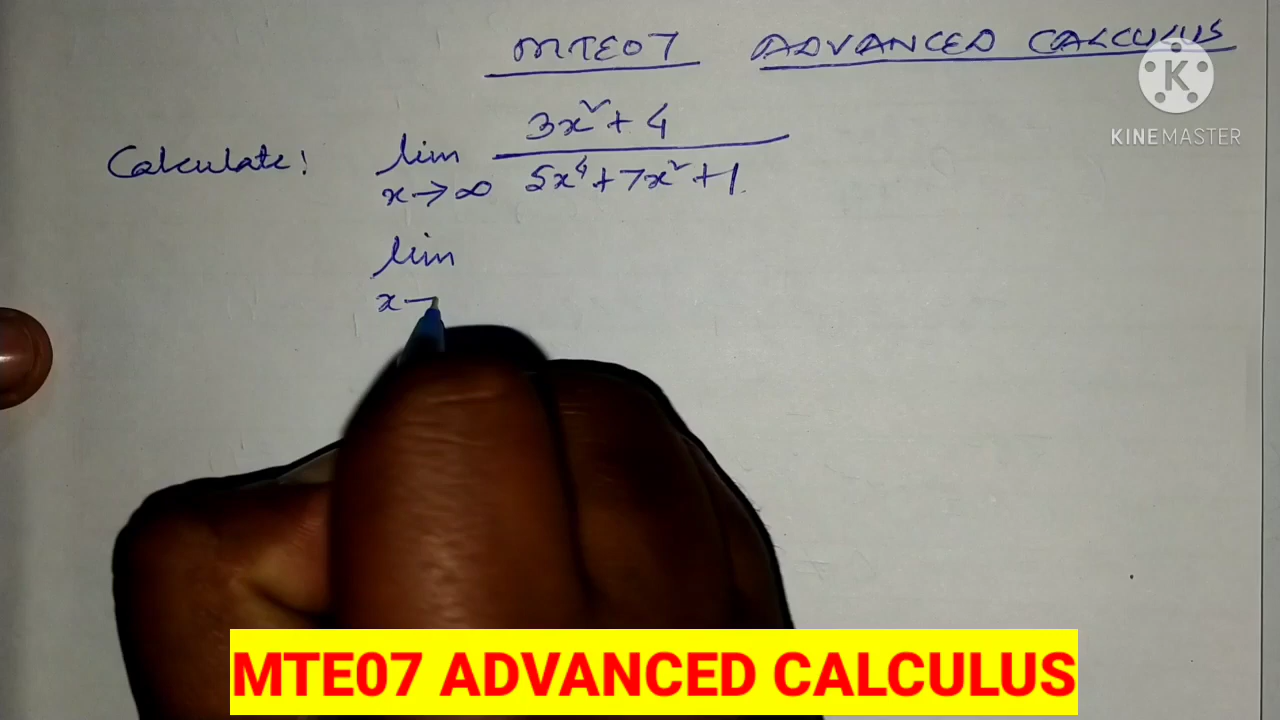 MTE07 ADVANCED CALCULUS
K
KINEMASTER
Calculate: lim x→∞ 3x²+4 / 5x⁴+7x²+1
lim
x→
MTE07 ADVANCED CALCULUS